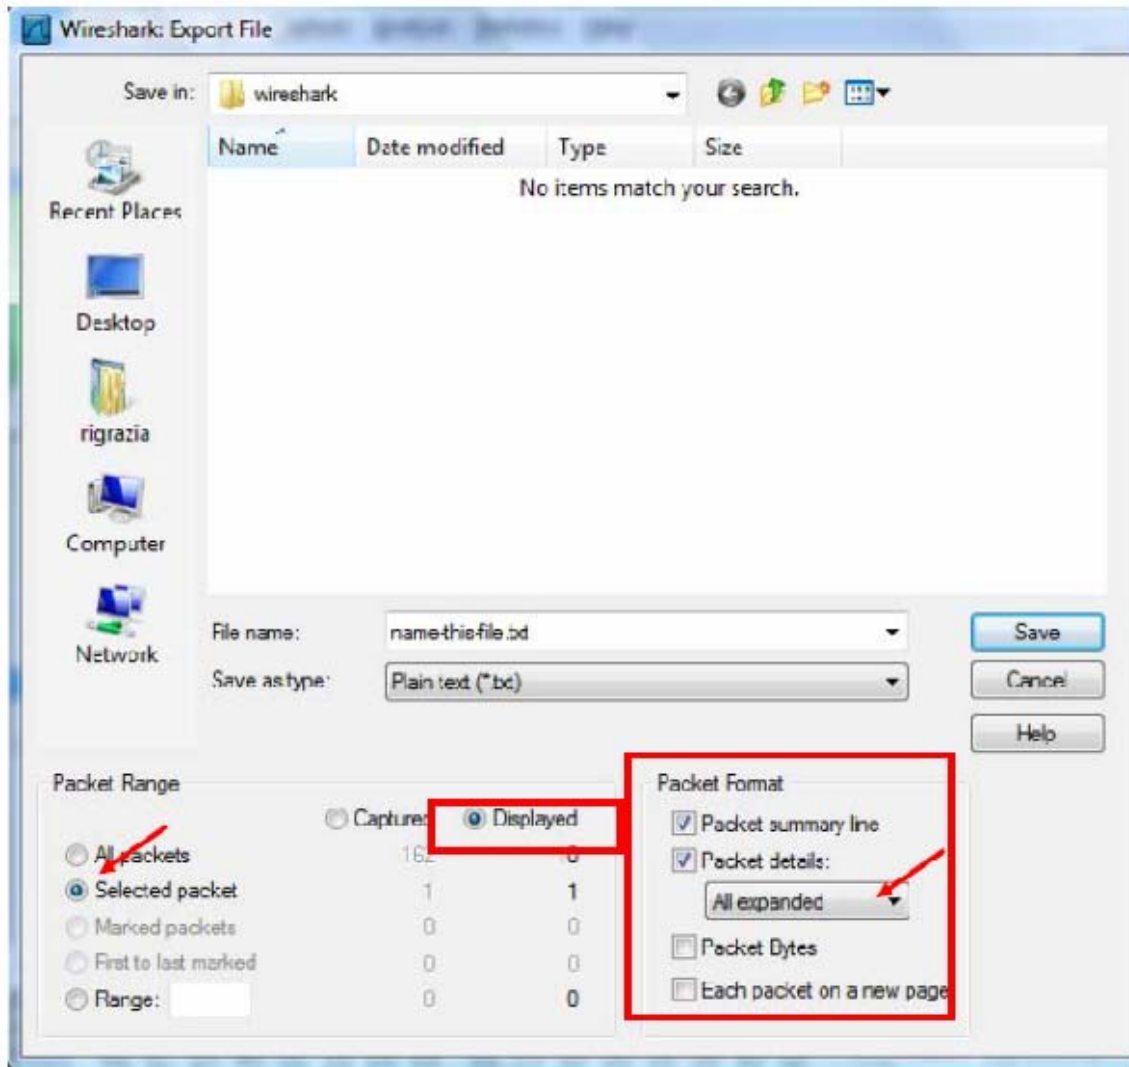 Wireshark: Export File
Save in: wireshark
Name Date modified Type Size
No items match your search.
Recent Places
Desktop
rigrazia
Computer
Network
File name: name-this-file.txt
Save as type: Plain text (*.txt)
Save
Cancel
Help
Packet Range
Captured Displayed
All packets 162
Selected packet 1 1
Marked packets 0 0
First to last marked 0 0
Range: 0 0
Packet Format
Packet summary line
Packet details:
All expanded
Packet Bytes
Each packet on a new page